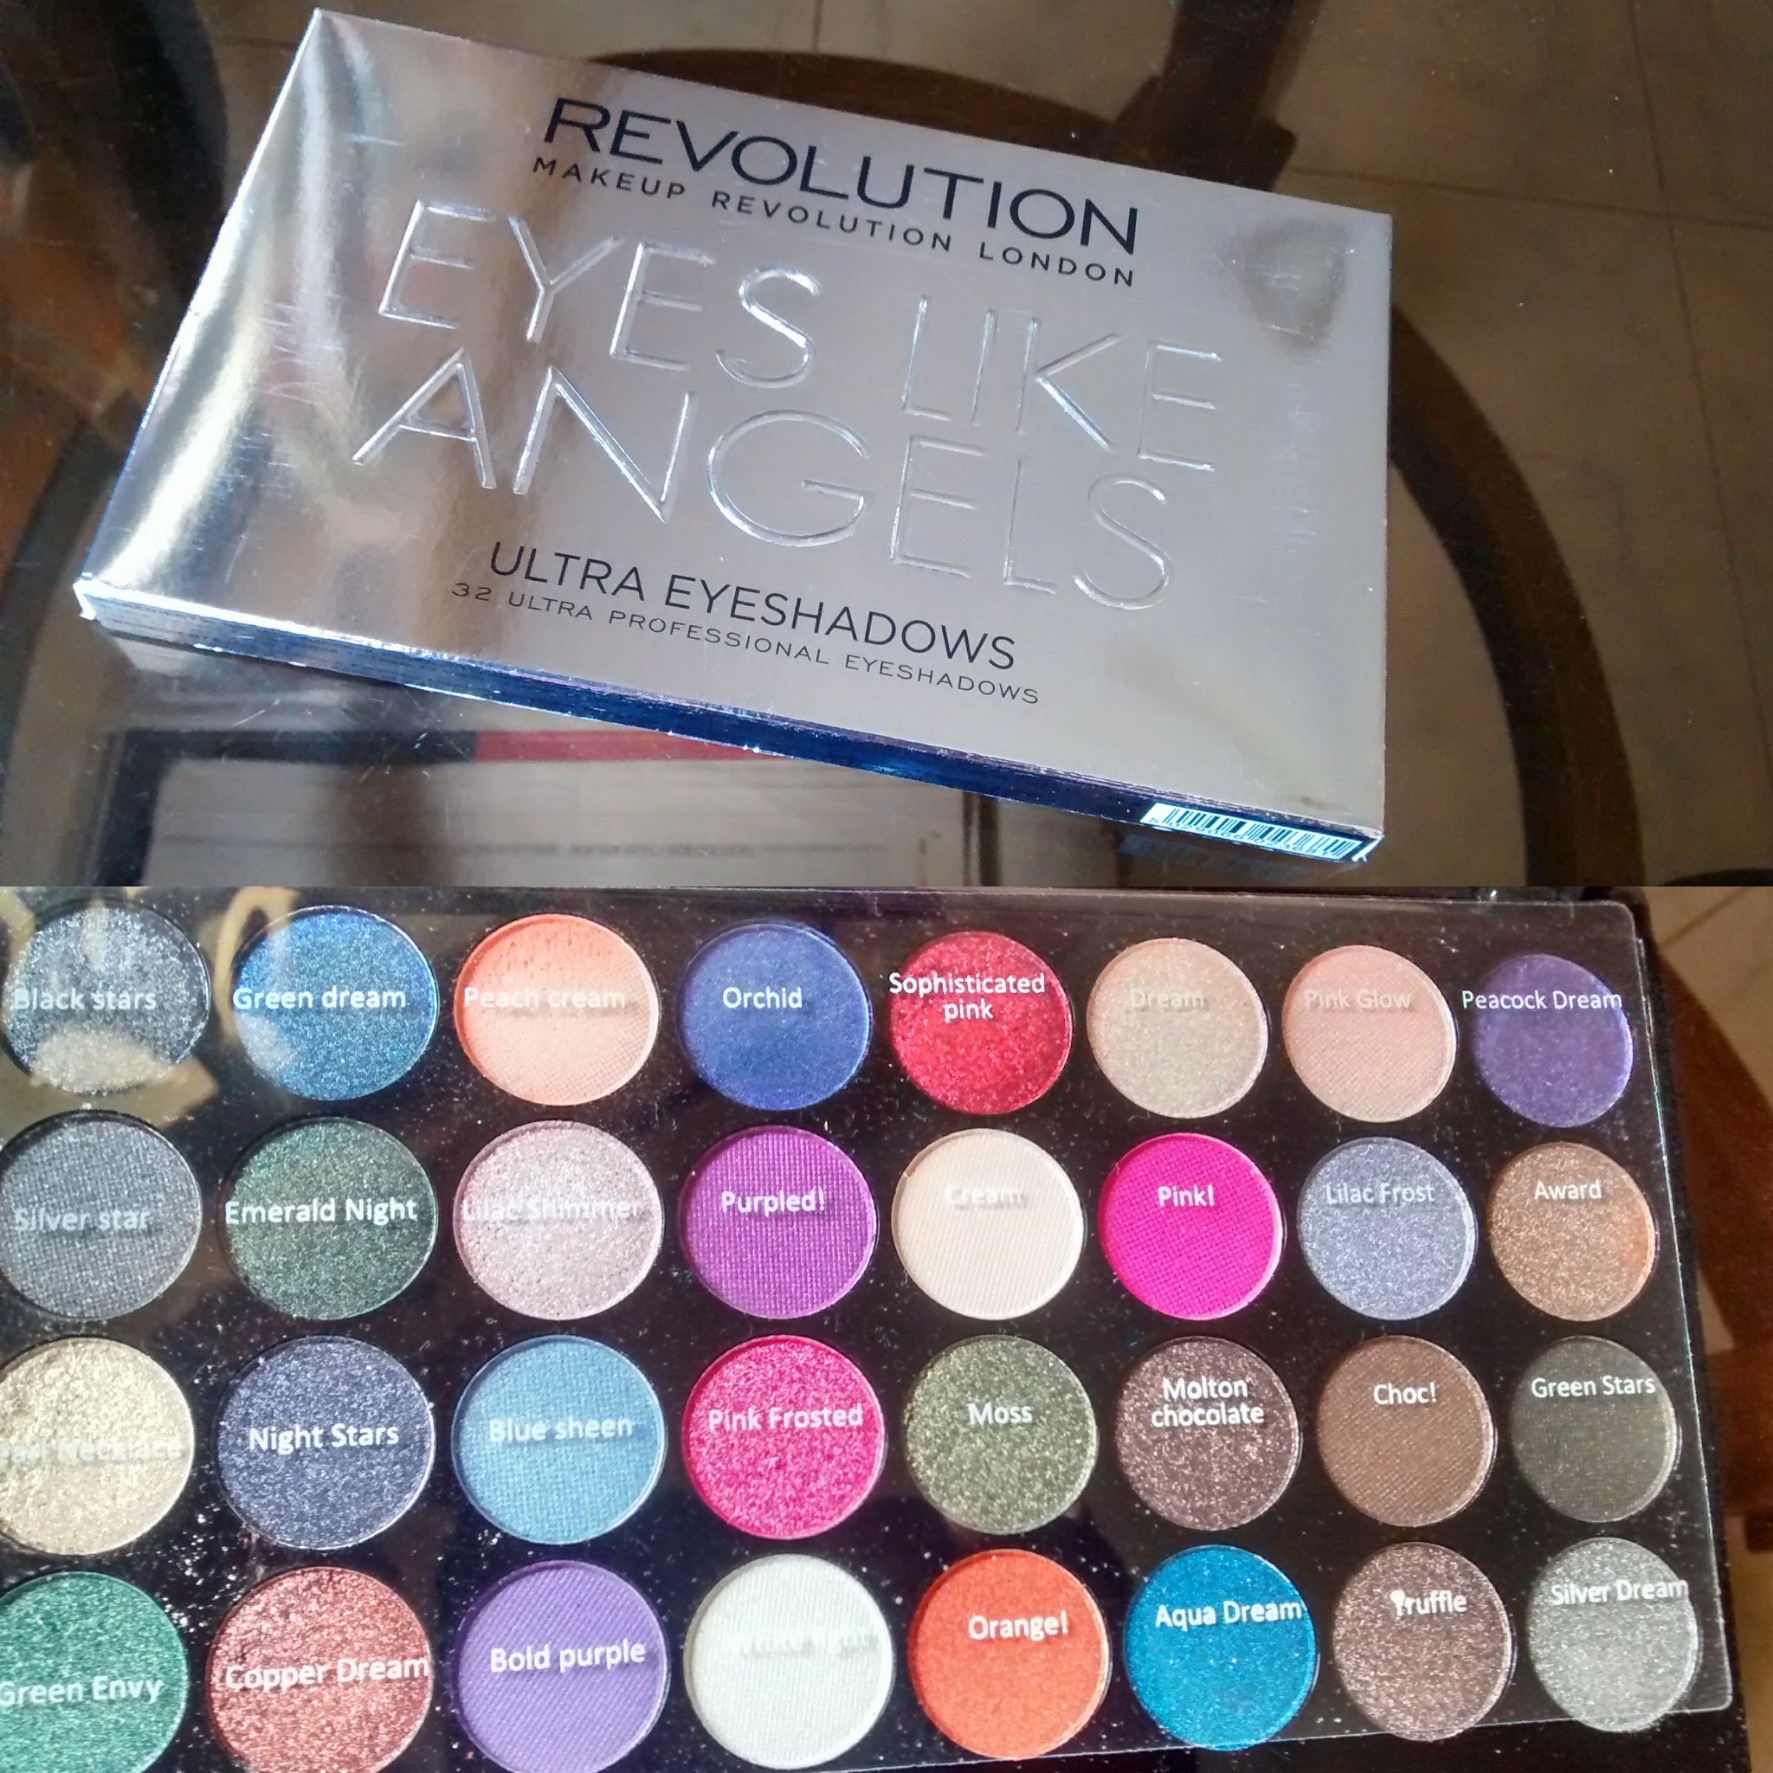 REVOLUTION
MAKEUP REVOLUTION LONDON
EYES LIKE
ANGELS
ULTRA EYESHADOWS
32 ULTRA PROFESSIONAL EYESHADOWS
Black stars
Green dream
Peach cream
Orchid
Sophisticated
pink
Dream
Pink Glow
Peacock Dream
Silver star
Emerald Night
Lilac Shimmer
Purpled!
Cream
Pink!
Lilac Frost
Award
Necklace
Night Stars
Blue sheen
Pink Frosted
Moss
Molton
chocolate
Choc!
Green Stars
Green Envy
Copper Dream
Bold purple
Orange!
Aqua Dream
Truffle
Silver Dream